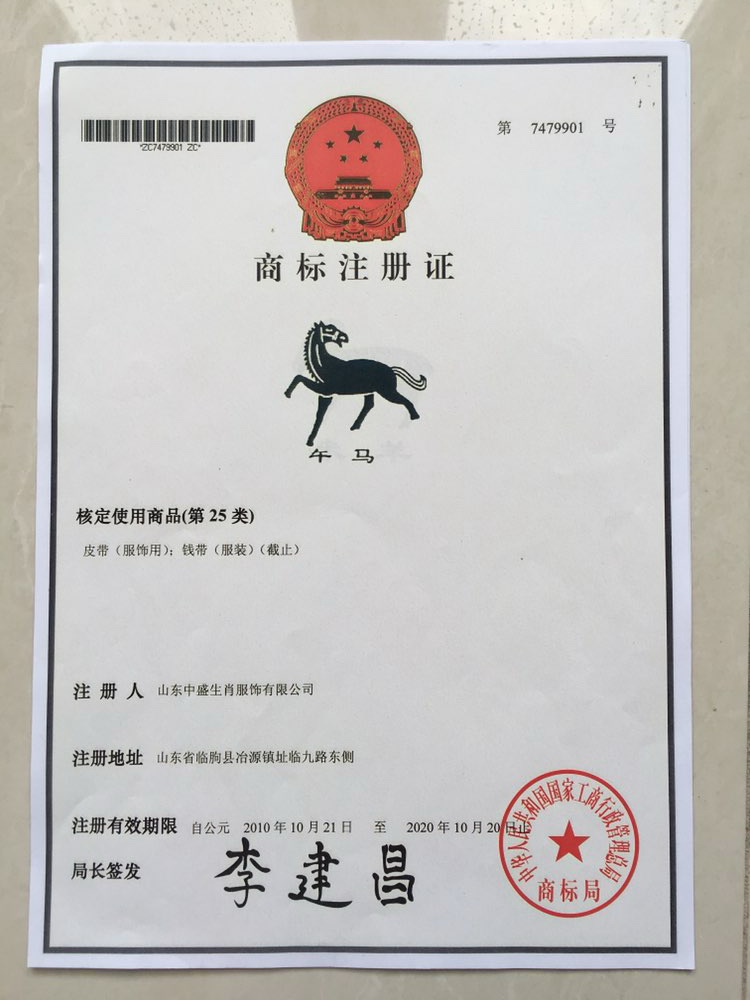 第 7479901 号
*ZC7479901 ZC*
商标注册证
午马
核定使用商品(第 25 类)
皮带（服饰用）；钱带（服装）（截止）
注 册 人 山东中盛生肖服饰有限公司
注册地址 山东省临朐县冶源镇址临九路东侧
注册有效期限 自公元 2010 年 10 月 21 日 至 2020 年 10 月 20 日止
局长签发 李建昌
中华人民共和国国家工商行政管理总局
商标局